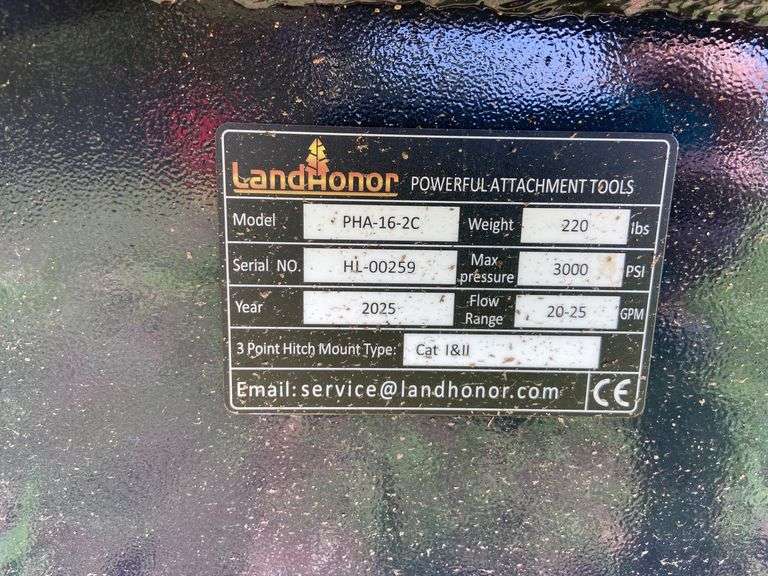 LandHonor POWERFUL ATTACHMENT TOOLS
Model PHA-16-2C Weight 220 lbs
Serial NO. HL-00259 Max pressure 3000 PSI
Year 2025 Flow Range 20-25 GPM
3 Point Hitch Mount Type: Cat I&II
Email: service@landhonor.com CE